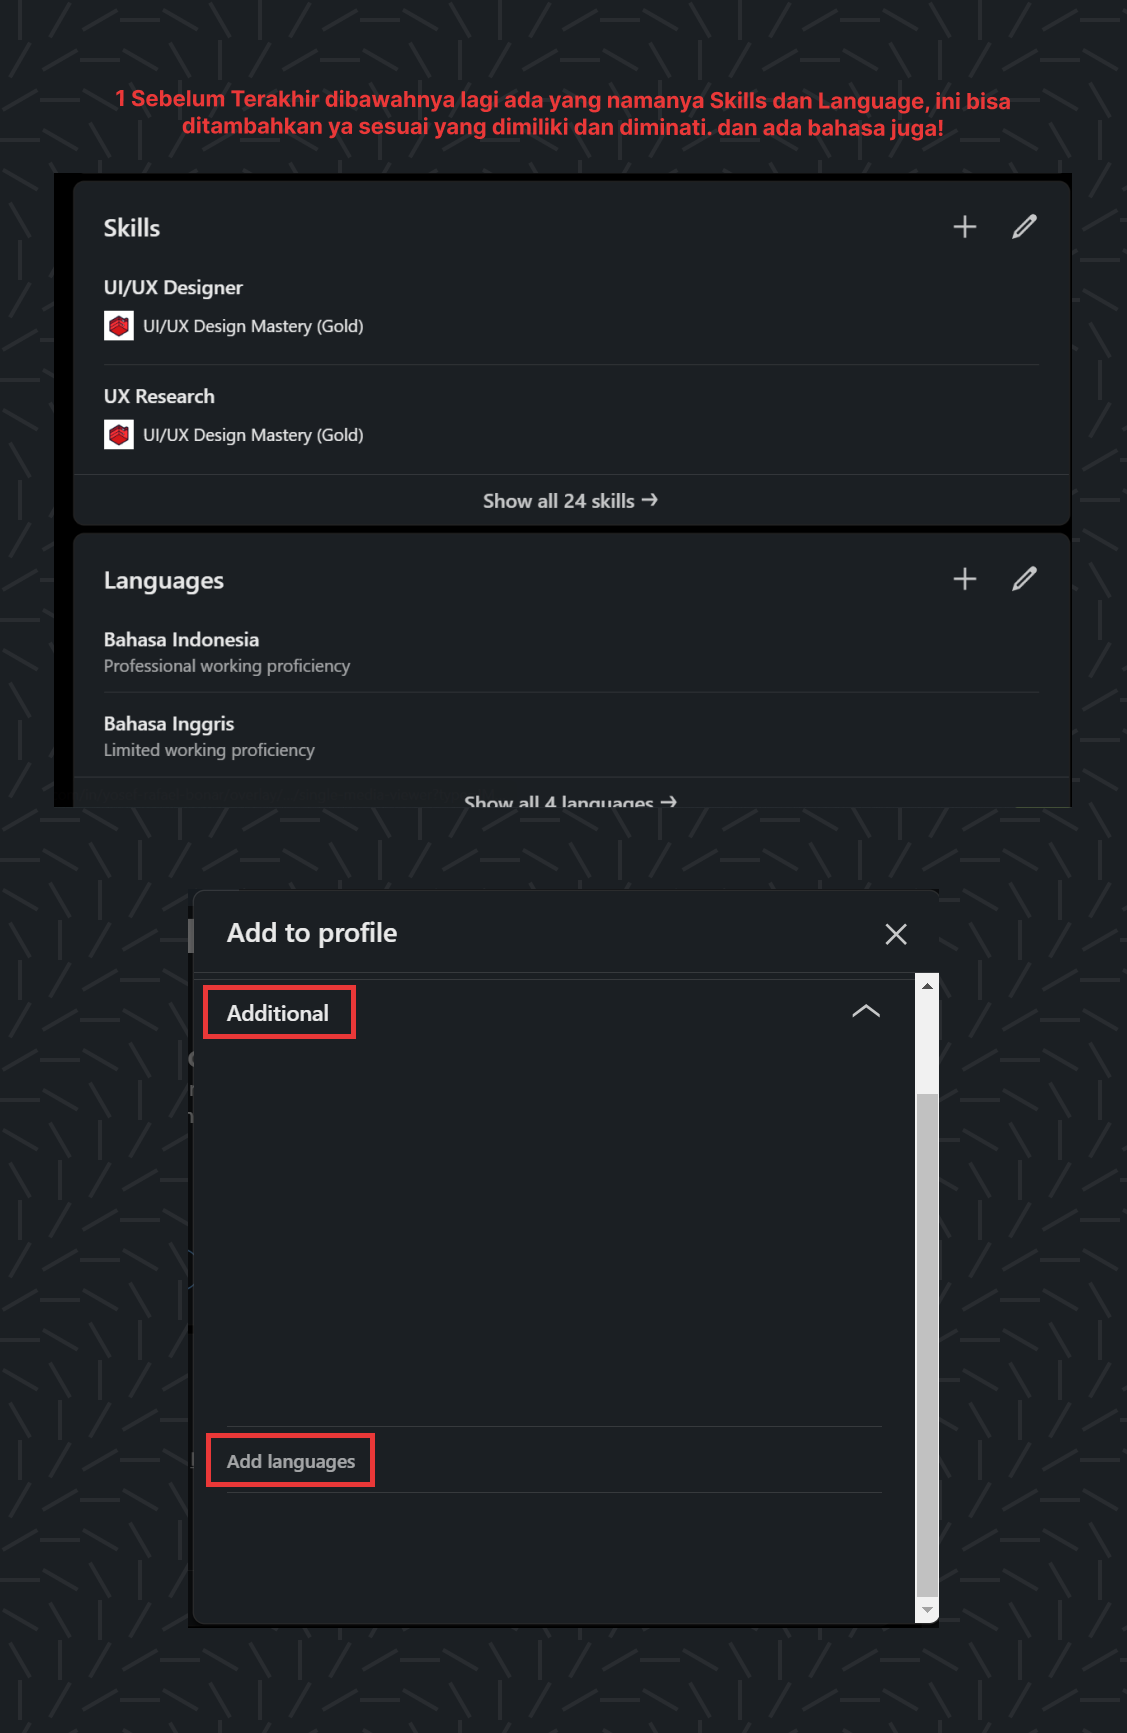 1 Sebelum Terakhir dibawahnya lagi ada yang namanya Skills dan Language, ini bisa
ditambahkan ya sesuai yang dimiliki dan diminati. dan ada bahasa juga!
Skills
UI/UX Designer
UI/UX Design Mastery (Gold)
UX Research
UI/UX Design Mastery (Gold)
Show all 24 skills →
Languages
Bahasa Indonesia
Professional working proficiency
Bahasa Inggris
Limited working proficiency
Show all 4 languages →
Add to profile
Additional
Add languages